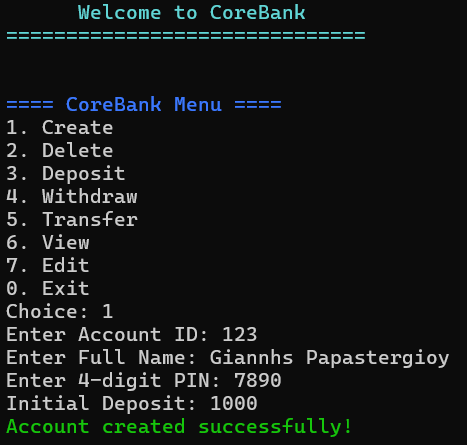 Welcome to CoreBank
==============================
==== CoreBank Menu ====
1. Create
2. Delete
3. Deposit
4. Withdraw
5. Transfer
6. View
7. Edit
0. Exit
Choice: 1
Enter Account ID: 123
Enter Full Name: Giannhs Papastergioy
Enter 4-digit PIN: 7890
Initial Deposit: 1000
Account created successfully!